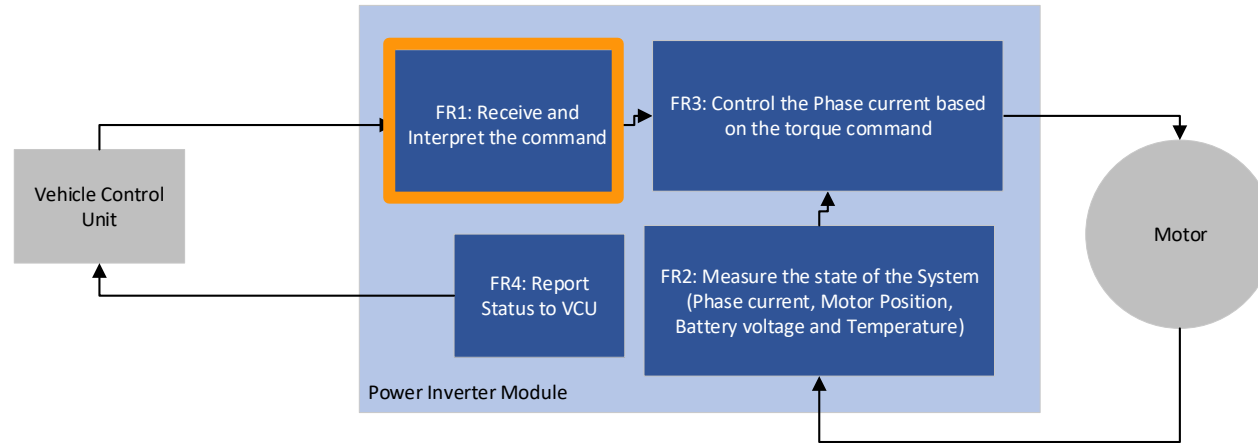 FR1: Receive and
Interpret the command
FR3: Control the Phase current based
on the torque command
Vehicle Control
Unit
Motor
FR4: Report
Status to VCU
FR2: Measure the state of the System
(Phase current, Motor Position,
Battery voltage and Temperature)
Power Inverter Module